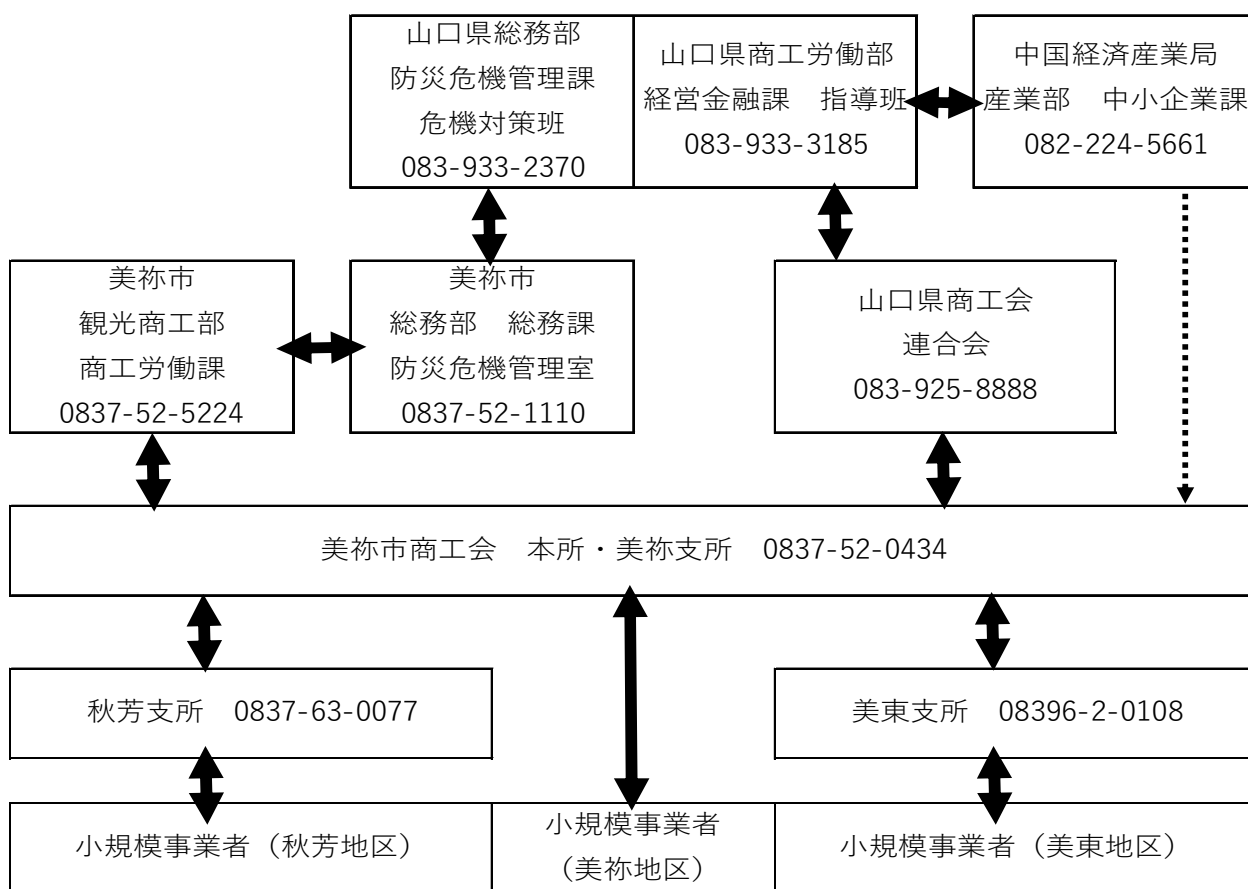 山口県総務部
防災危機管理課
危機対策班
083-933-2370
山口県商工労働部
経営金融課　指導班
083-933-3185
中国経済産業局
産業部　中小企業課
082-224-5661
美祢市
観光商工部
商工労働課
0837-52-5224
美祢市
総務部　総務課
防災危機管理室
0837-52-1110
山口県商工会
連合会
083-925-8888
美祢市商工会　本所・美祢支所　0837-52-0434
秋芳支所　0837-63-0077
美東支所　08396-2-0108
小規模事業者（秋芳地区）
小規模事業者
（美祢地区）
小規模事業者（美東地区）